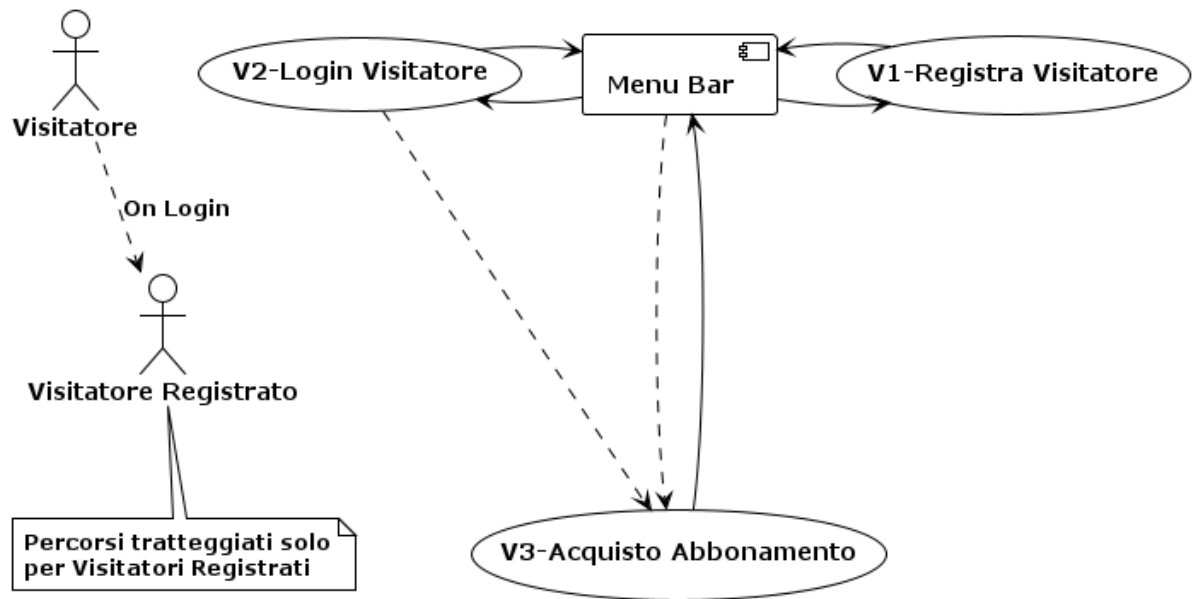 Visitatore
V2-Login Visitatore
Menu Bar
V1-Registra Visitatore
On Login
Visitatore Registrato
Percorsi tratteggiati solo
per Visitatori Registrati
V3-Acquisto Abbonamento